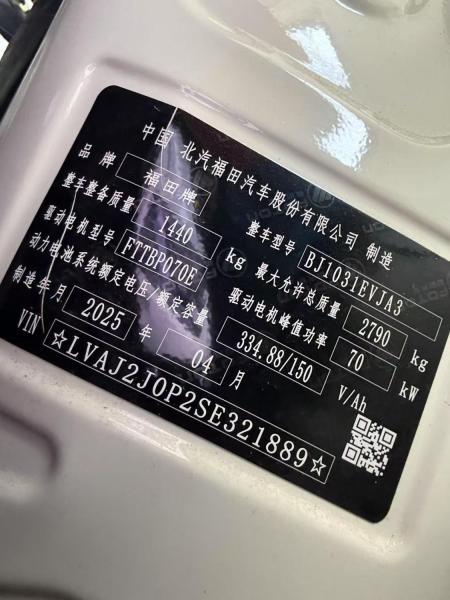 中国 北汽福田汽车股份有限公司 制造
品牌 福田牌 整车型号 BJ1031EVJA3
整车整备质量 1440 kg 最大允许总质量 2790 kg
驱动电机型号 FTTBP070E 驱动电机峰值功率 70 kW
动力电池系统额定电压/额定容量 334.88/150 V/Ah
制造年月 2025 年 04 月
VIN ☆LVAJ2J0P2SE321889☆